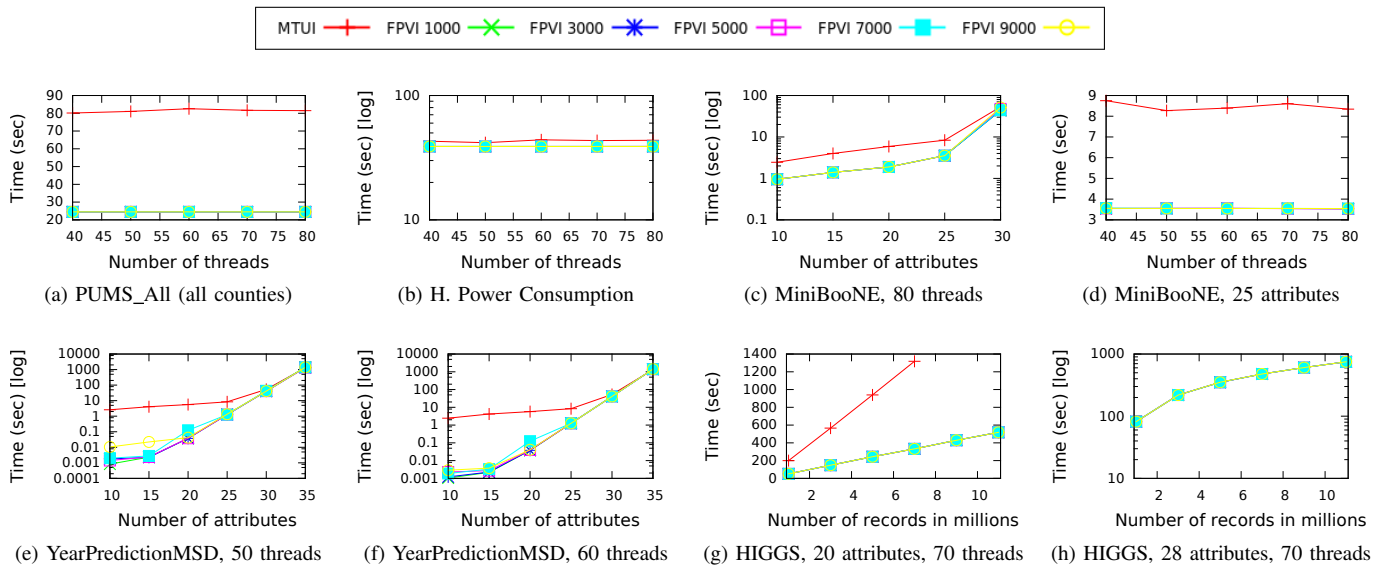 MTUI FPVI 1000 FPVI 3000 FPVI 5000 FPVI 7000 FPVI 9000
Time (sec)
90
80
70
60
50
40
30
20
40 45 50 55 60 65 70 75 80
Number of threads
(a) PUMS_All (all counties)
Time (sec) [log]
100
10
40 45 50 55 60 65 70 75 80
Number of threads
(b) H. Power Consumption
Time (sec) [log]
100
10
1
0.1
10 15 20 25 30
Number of attributes
(c) MiniBooNE, 80 threads
Time (sec)
9
8
7
6
5
4
3
40 45 50 55 60 65 70 75 80
Number of threads
(d) MiniBooNE, 25 attributes
Time (sec) [log]
10000
1000
100
10
1
0.1
0.01
0.001
0.0001
10 15 20 25 30 35
Number of attributes
(e) YearPredictionMSD, 50 threads
Time (sec) [log]
10000
1000
100
10
1
0.1
0.01
0.001
10 15 20 25 30 35
Number of attributes
(f) YearPredictionMSD, 60 threads
Time (sec)
1400
1200
1000
800
600
400
200
0
2 4 6 8 10
Number of records in millions
(g) HIGGS, 20 attributes, 70 threads
Time (sec) [log]
1000
100
10
2 4 6 8 10
Number of records in millions
(h) HIGGS, 28 attributes, 70 threads